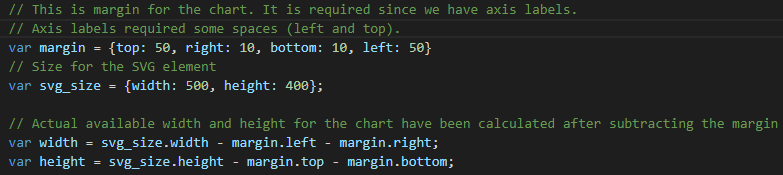 // This is margin for the chart. It is required since we have axis labels.
// Axis labels required some spaces (left and top).
var margin = {top: 50, right: 10, bottom: 10, left: 50}
// Size for the SVG element
var svg_size = {width: 500, height: 400};
// Actual available width and height for the chart have been calculated after subtracting the margin
var width = svg_size.width - margin.left - margin.right;
var height = svg_size.height - margin.top - margin.bottom;